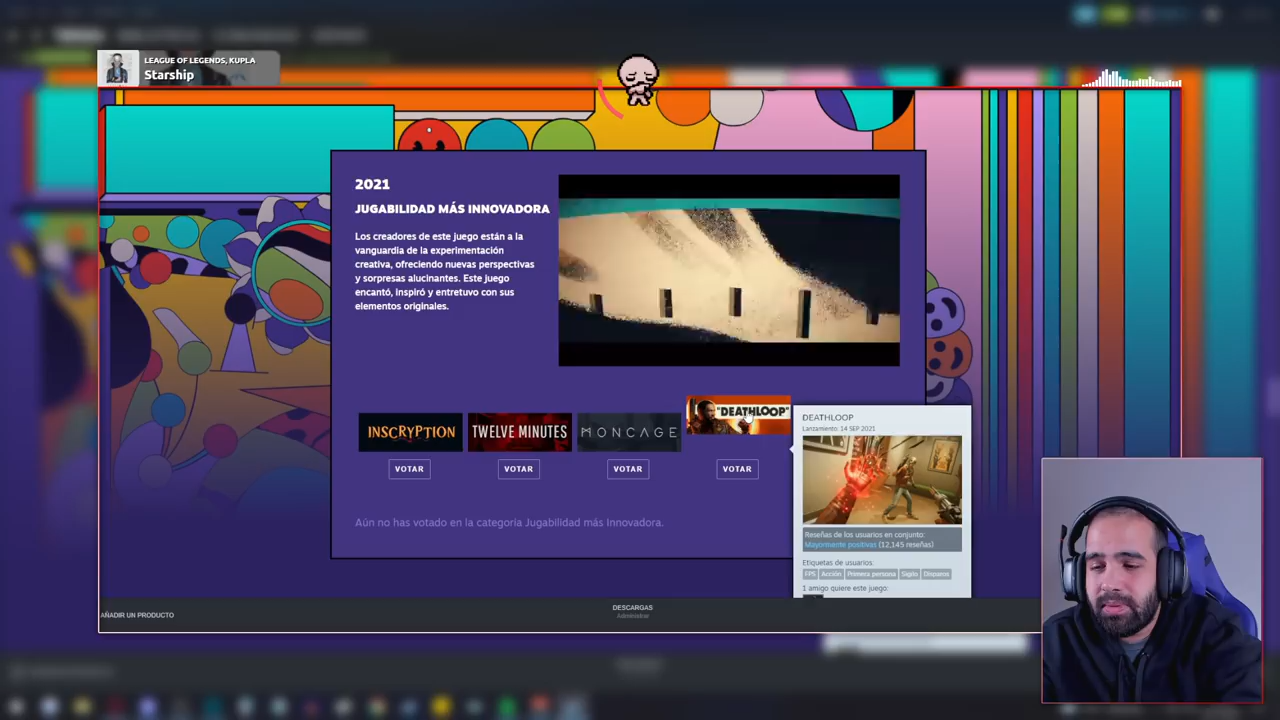 LEAGUE OF LEGENDS, KUPLA
Starship
2021
JUGABILIDAD MÁS INNOVADORA
Los creadores de este juego están a la
vanguardia de la experimentación
creativa, ofreciendo nuevas perspectivas
y sorpresas alucinantes. Este juego
encantó, inspiró y entretuvo con sus
elementos originales.
INSCRYPTION
TWELVE MINUTES
MONCAGE
"DEATHLOOP"
VOTAR
VOTAR
VOTAR
VOTAR
Aún no has votado en la categoría Jugabilidad más Innovadora.
DEATHLOOP
Lanzamiento: 14 SEP 2021
Reseñas de los usuarios en conjunto:
Mayormente positivas (12,145 reseñas)
Etiquetas de usuarios:
FPS Acción Primera persona Sigilo Disparos
1 amigo quiere este juego:
AÑADIR UN PRODUCTO
DESCARGAS
Administrar